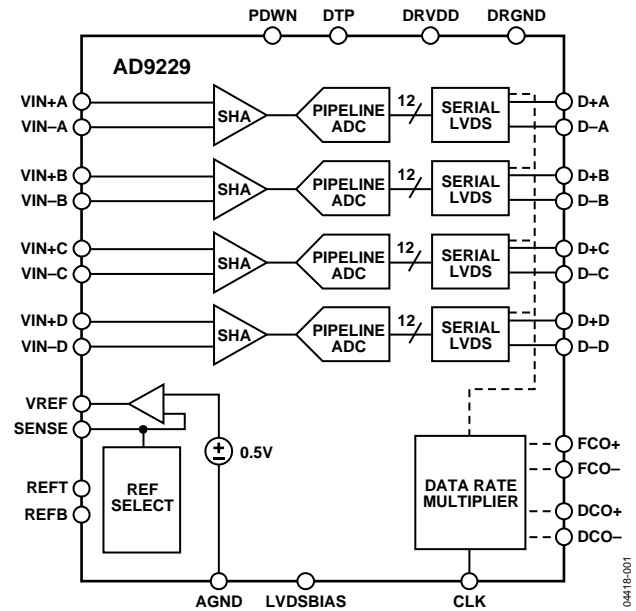 PDWN DTP DRVDD DRGND
AD9229
VIN+A SHA PIPELINE ADC 12 SERIAL LVDS D+A
VIN–A D–A
VIN+B SHA PIPELINE ADC 12 SERIAL LVDS D+B
VIN–B D–B
VIN+C SHA PIPELINE ADC 12 SERIAL LVDS D+C
VIN–C D–C
VIN+D SHA PIPELINE ADC 12 SERIAL LVDS D+D
VIN–D D–D
VREF
SENSE
0.5V
+
–
REFT
REFB
REF
SELECT
DATA RATE
MULTIPLIER
FCO+
FCO–
DCO+
DCO–
AGND LVDSBIAS CLK
04418-001